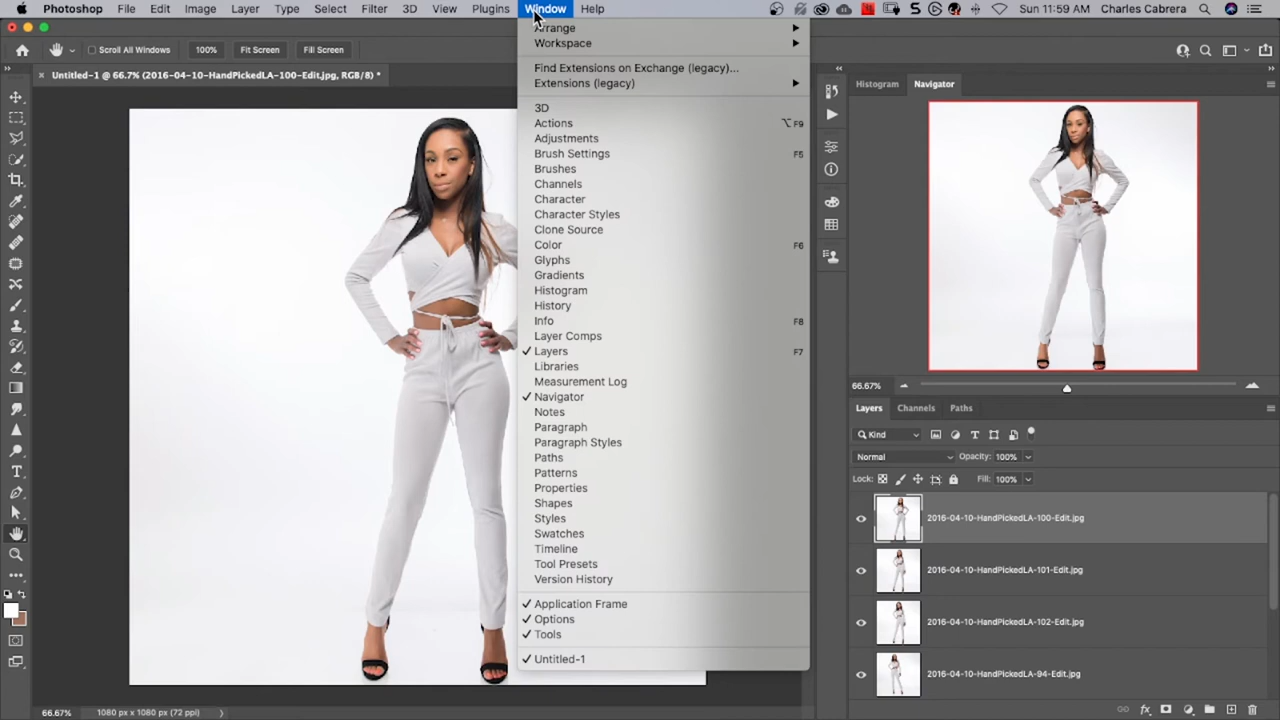 Photoshop File Edit Image Layer Type Select Filter 3D View Plugins Window Help Sun 11:59 AM Charles Cabrera
Scroll All Windows 100% Fit Screen Fill Screen
Untitled-1 @ 66.7% (2016-04-10-HandPickedLA-100-Edit.jpg, RGB/8) *
Arrange
Workspace
Find Extensions on Exchange (legacy)...
Extensions (legacy)
3D
Actions ⌥ F9
Adjustments
Brush Settings F5
Brushes
Channels
Character
Character Styles
Clone Source
Color F6
Glyphs
Gradients
Histogram
History
Info F8
Layer Comps
Layers F7
Libraries
Measurement Log
Navigator
Notes
Paragraph
Paragraph Styles
Paths
Patterns
Properties
Shapes
Styles
Swatches
Timeline
Tool Presets
Version History
Application Frame
Options
Tools
Untitled-1
Histogram Navigator
66.67%
Layers Channels Paths
Kind
Normal Opacity: 100%
Lock: Fill: 100%
2016-04-10-HandPickedLA-100-Edit.jpg
2016-04-10-HandPickedLA-101-Edit.jpg
2016-04-10-HandPickedLA-102-Edit.jpg
2016-04-10-HandPickedLA-94-Edit.jpg
66.67% 1080 px x 1080 px (72 ppi)